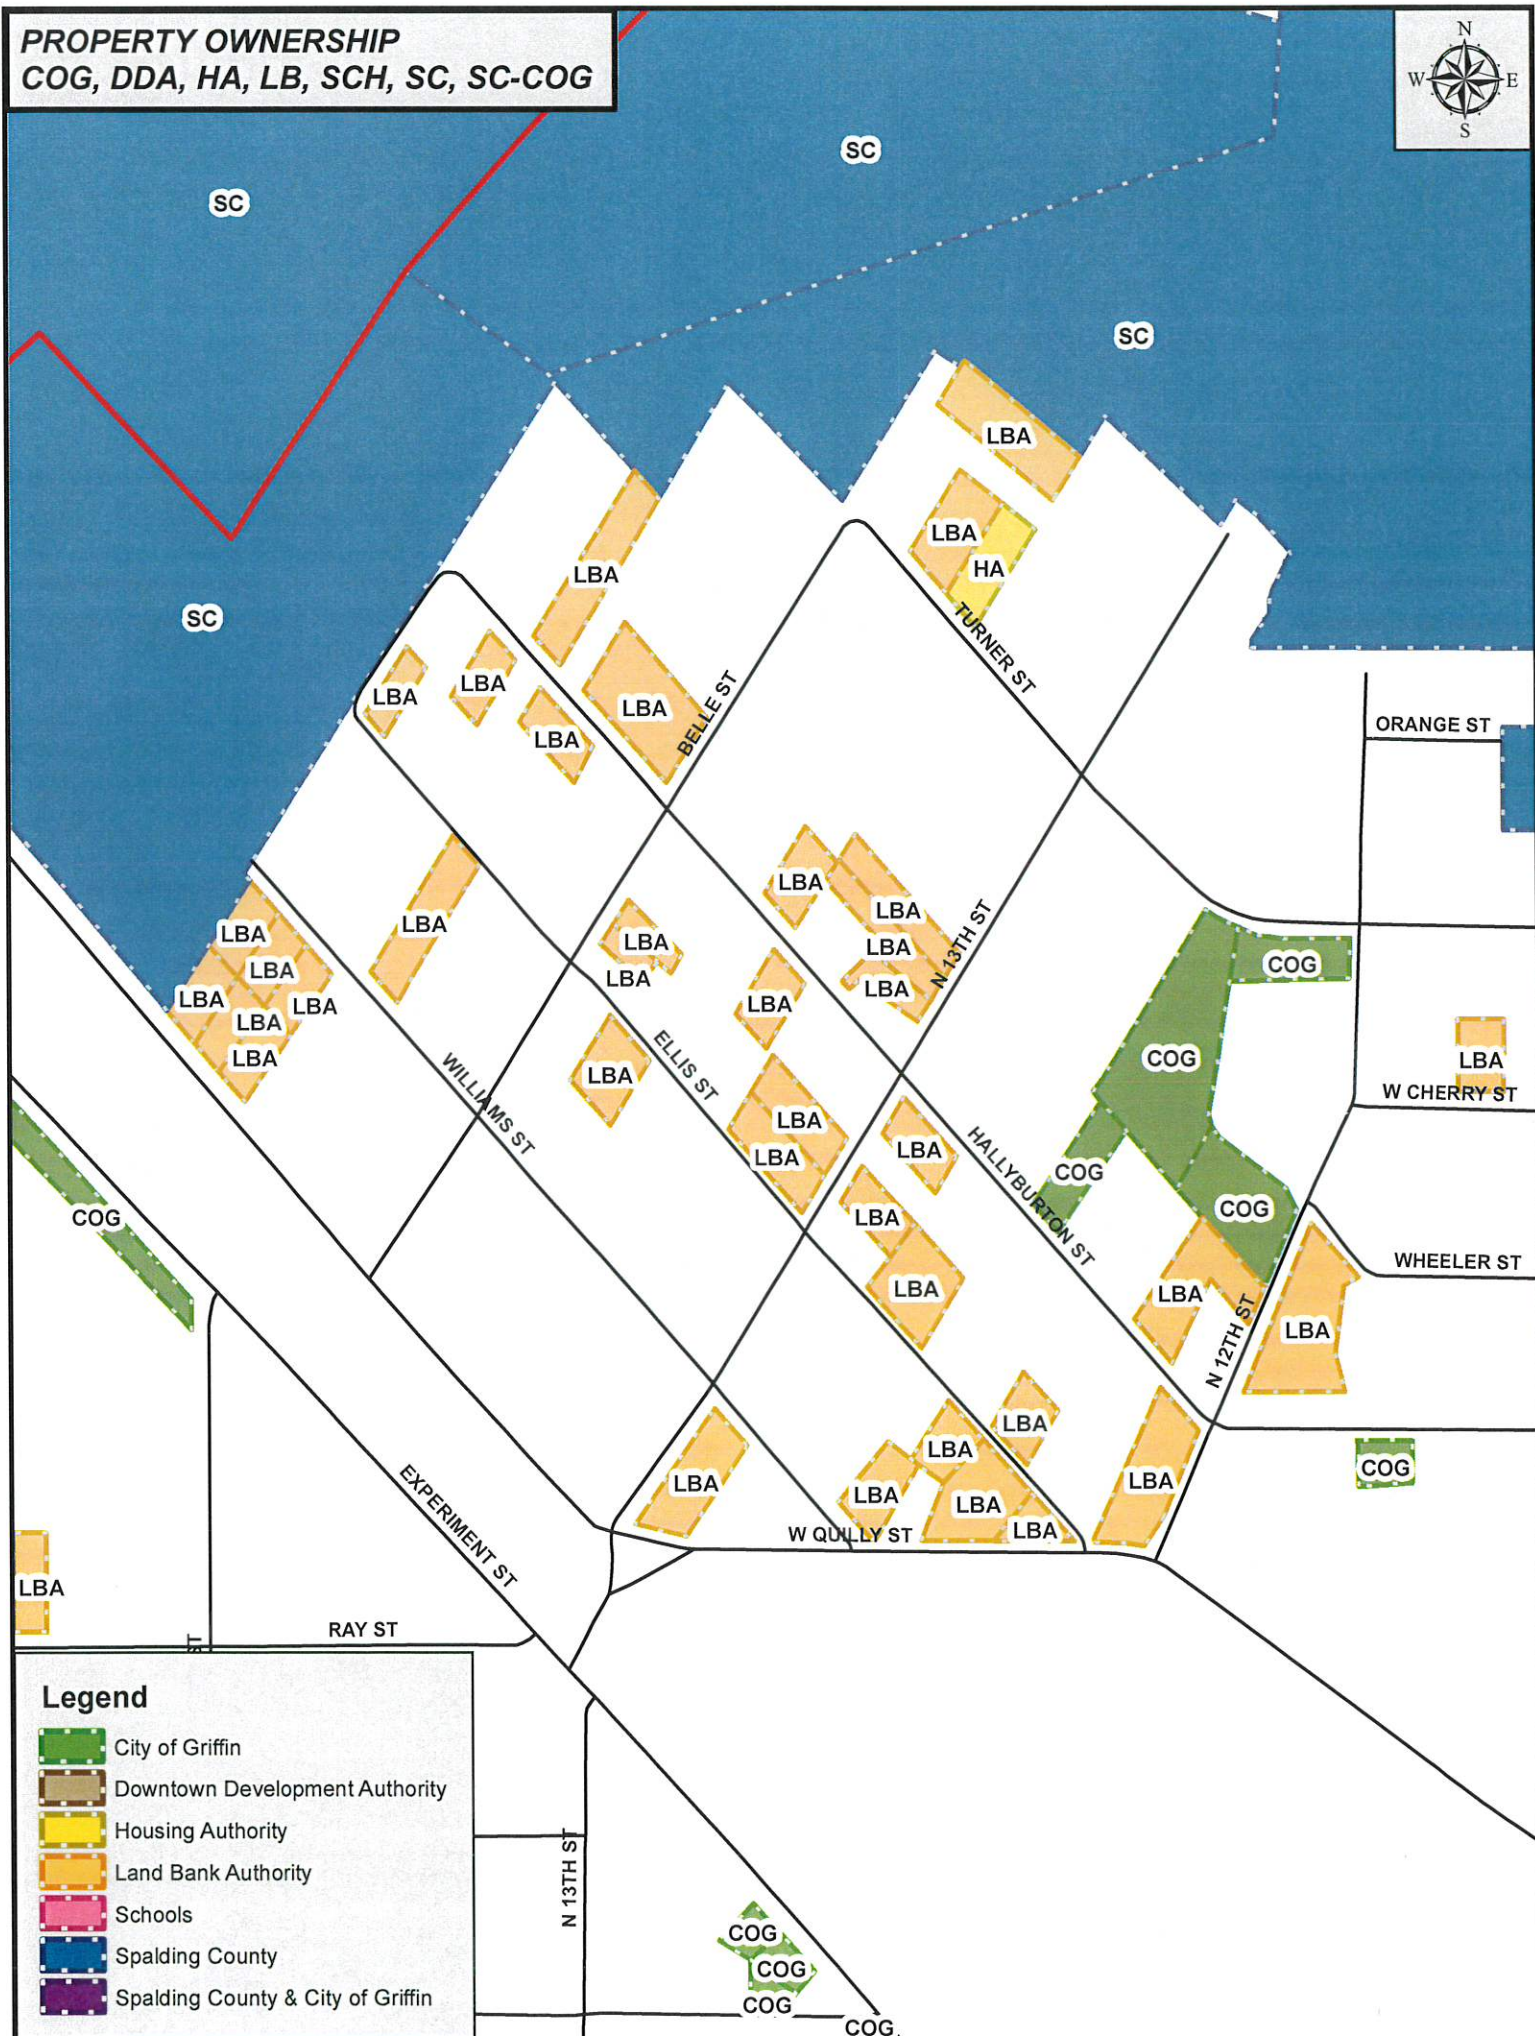 PROPERTY OWNERSHIP
COG, DDA, HA, LB, SCH, SC, SC-COG
N
W E
S
SC
SC
SC
LBA
LBA
HA
LBA
SC
TURNER ST
LBA
LBA
LBA
LBA
LBA
BELLE ST
ORANGE ST
LBA
LBA
LBA
LBA
LBA
LBA
LBA
LBA
LBA
LBA
LBA
LBA
LBA
LBA
N 13TH ST
LBA
COG
COG
LBA
W CHERRY ST
LBA
ELLIS ST
WILLIAMS ST
LBA
LBA
LBA
HALLYBURTON ST
COG
COG
COG
LBA
LBA
WHEELER ST
LBA
LBA
N 12TH ST
LBA
LBA
LBA
LBA
LBA
LBA
LBA
LBA
COG
EXPERIMENT ST
W QUILLY ST
LBA
RAY ST
ST
Legend
City of Griffin
Downtown Development Authority
Housing Authority
Land Bank Authority
Schools
Spalding County
Spalding County & City of Griffin
N 13TH ST
COG
COG
COG
COG